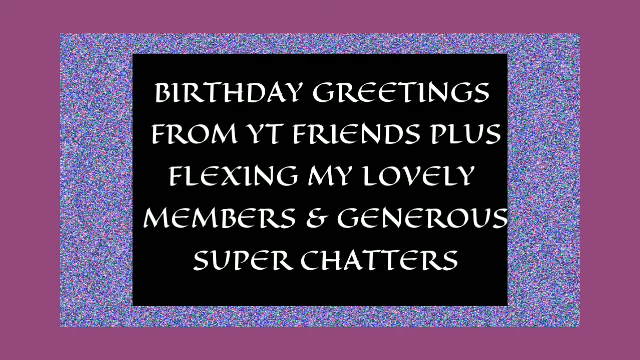 BIRTHDAY GREETINGS
FROM YT FRIENDS PLUS
FLEXING MY LOVELY
MEMBERS & GENEROUS
SUPER CHATTERS